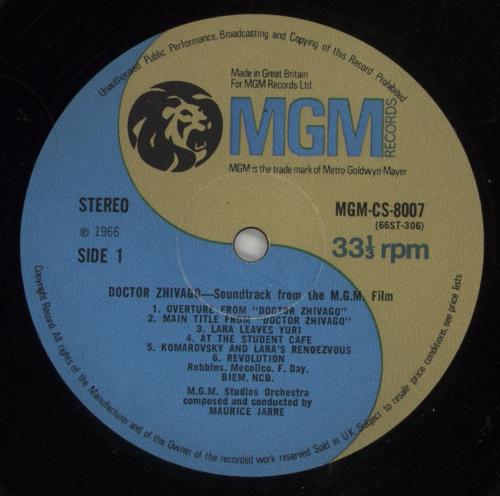 Unauthorised Public Performance, Broadcasting and Copying of this Record Prohibited
Made in Great Britain
For MGM Records Ltd.
MGM RECORDS
MGM is the trade mark of Metro-Goldwyn-Mayer
STEREO
℗ 1966
SIDE 1
MGM-CS-8007
(66ST-306)
33⅓ rpm
DOCTOR ZHIVAGO—Soundtrack from the M.G.M. Film
1. OVERTURE FROM "DOCTOR ZHIVAGO"
2. MAIN TITLE FROM "DOCTOR ZHIVAGO"
3. LARA LEAVES YURI
4. AT THE STUDENT CAFE
5. KOMAROVSKY AND LARA'S RENDEZVOUS
6. REVOLUTION
Robbins. Mecolico. F. Day.
BIEM. NCB.
M.G.M. Studios Orchestra
composed and conducted by
MAURICE JARRE
Copyright Record. All rights of the Manufacturer and of the Owner of the recorded work reserved Sold in U.K. Subject to resale price conditions, see price lists